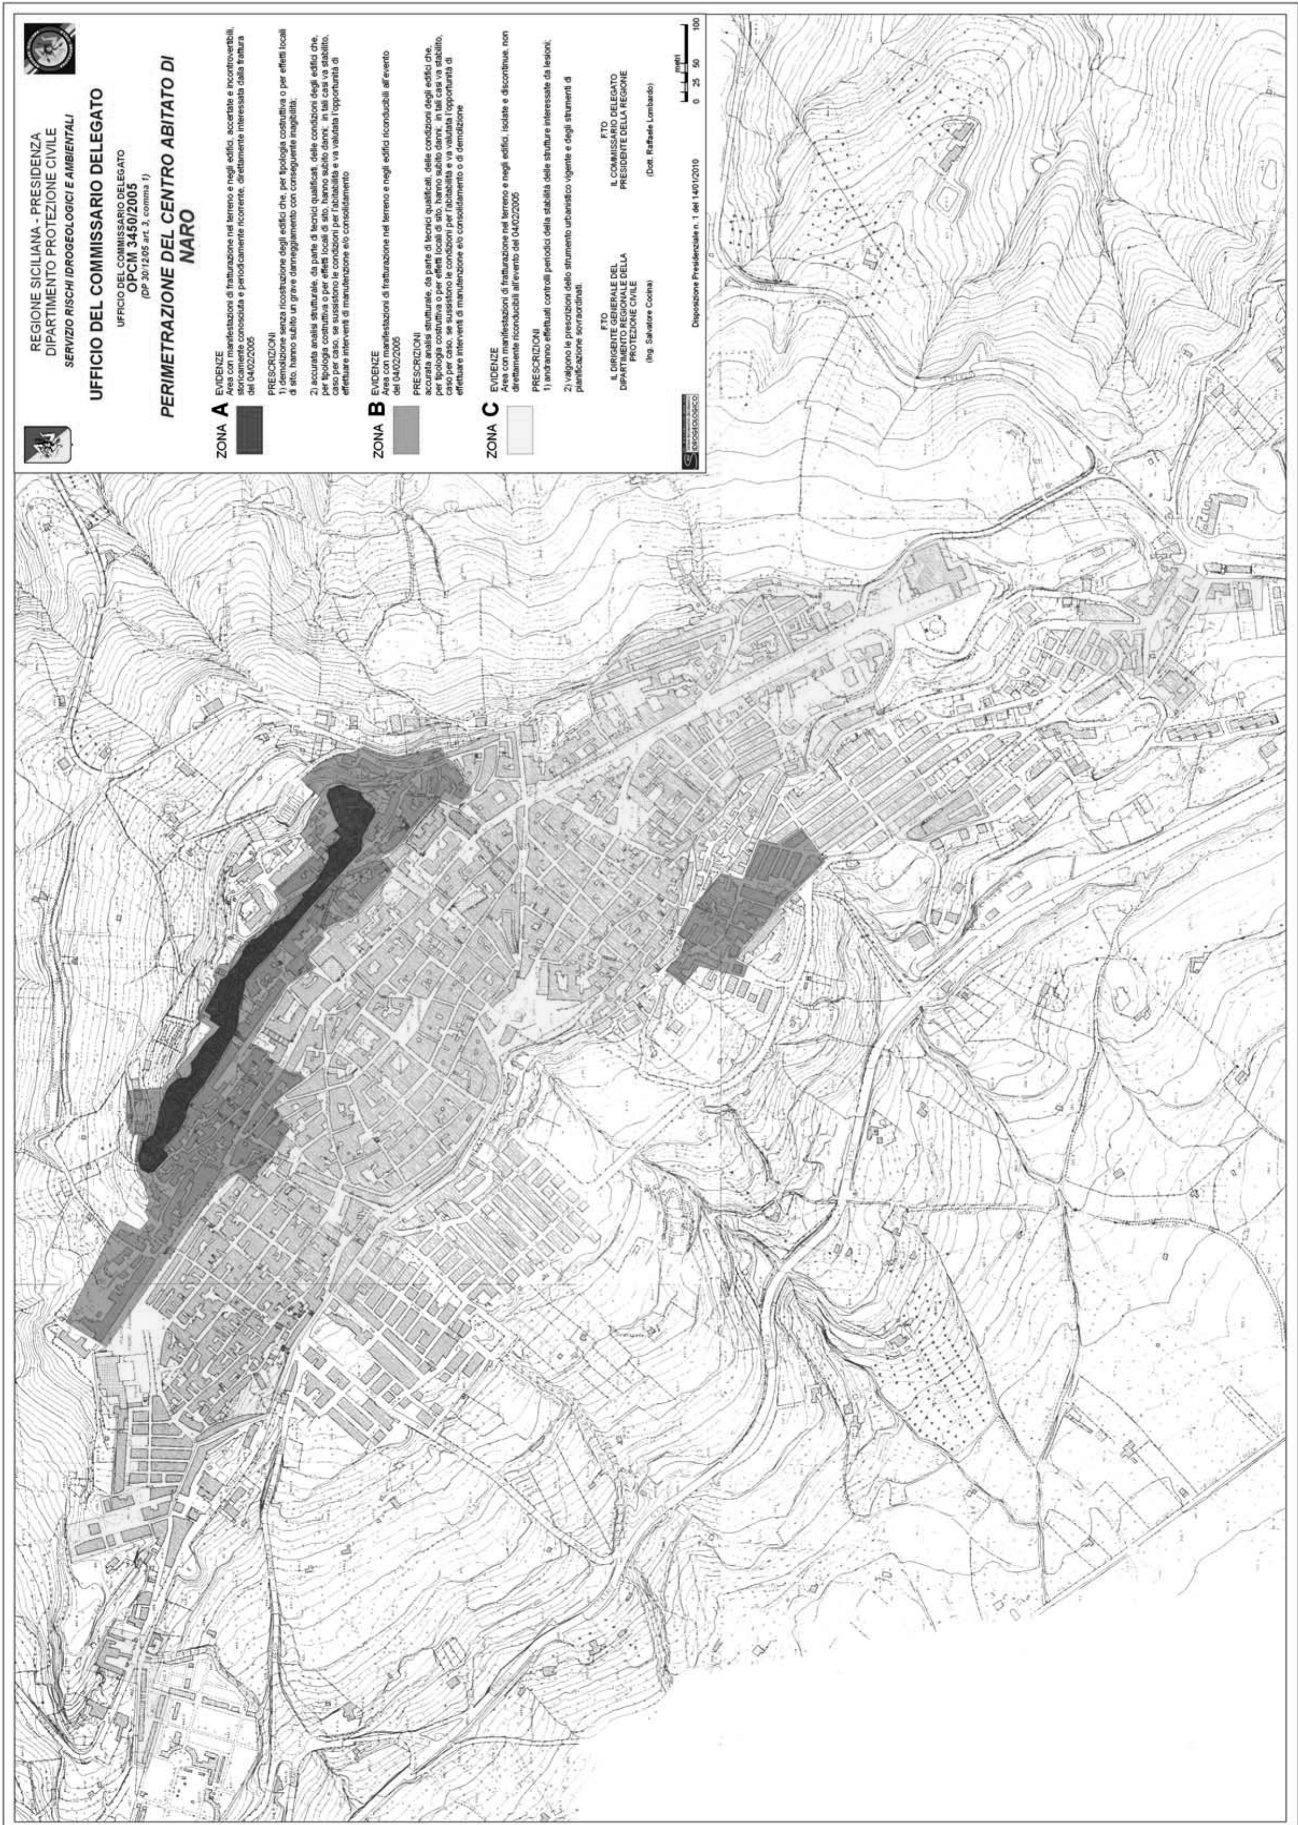 REGIONE SICILIANA - PRESIDENZA
DIPARTIMENTO PROTEZIONE CIVILE
SERVIZIO RISCHI IDROGEOLOGICI E AMBIENTALI
UFFICIO DEL COMMISSARIO DELEGATO
UFFICIO DEL COMMISSARIO DELEGATO
OPCM 3450/2005
(DP 30/12/05 art. 3, comma 1)
PERIMETRAZIONE DEL CENTRO ABITATO DI
NARO
ZONA A
EVIDENZE
Area con manifestazioni di fratturazione nel terreno e negli edifici, accertate e incontrovertibili,
storicamente conosciuta e periodicamente ricorrente, direttamente interessata dalla frattura
del 04/02/2005
PRESCRIZIONI
1) demolizione senza ricostruzione degli edifici che, per tipologia costruttiva o per effetti locali
di sito, hanno subito un grave danneggiamento con conseguente inagibilità;
2) accurata analisi strutturale, da parte di tecnici qualificati, delle condizioni degli edifici che,
per tipologia costruttiva o per effetti locali di sito, hanno subito danni; in tali casi va stabilito,
caso per caso, se sussistono le condizioni per l'abitabilità e va valutata l'opportunità di
effettuare interventi di manutenzione e/o consolidamento
ZONA B
EVIDENZE
Area con manifestazioni di fratturazione nel terreno e negli edifici riconducibili all'evento
del 04/02/2005
PRESCRIZIONI
accurata analisi strutturale, da parte di tecnici qualificati, delle condizioni degli edifici che,
per tipologia costruttiva o per effetti locali di sito, hanno subito danni; in tali casi va stabilito,
caso per caso, se sussistono le condizioni per l'abitabilità e va valutata l'opportunità di
effettuare interventi di manutenzione e/o consolidamento o di demolizione
ZONA C
EVIDENZE
Area con manifestazioni di fratturazione nel terreno e negli edifici, isolate e discontinue, non
direttamente riconducibili all'evento del 04/02/2005
PRESCRIZIONI
1) andranno effettuati controlli periodici della stabilità delle strutture interessate da lesioni;
2) valgono le prescrizioni dello strumento urbanistico vigente e degli strumenti di
pianificazione sovraordinati.
F.TO
IL DIRIGENTE GENERALE DEL
DIPARTIMENTO REGIONALE DELLA
PROTEZIONE CIVILE
(Ing. Salvatore Cocina)
F.TO
IL COMMISSARIO DELEGATO
PRESIDENTE DELLA REGIONE
(Dott. Raffaele Lombardo)
metri
0 25 50 100
IDROGEOLOGICO
Disposizione Presidenziale n. 1 del 14/01/2010